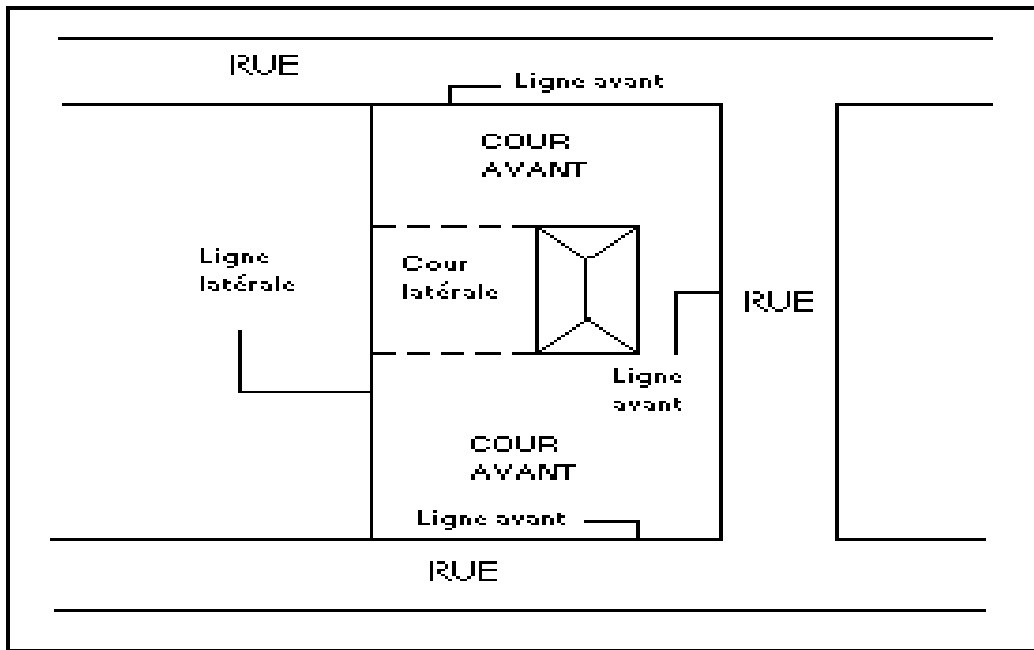 RUE
Ligne avant
COUR
AVANT
Ligne
latérale
Cour
latérale
RUE
Ligne
avant
COUR
AVANT
Ligne avant
RUE